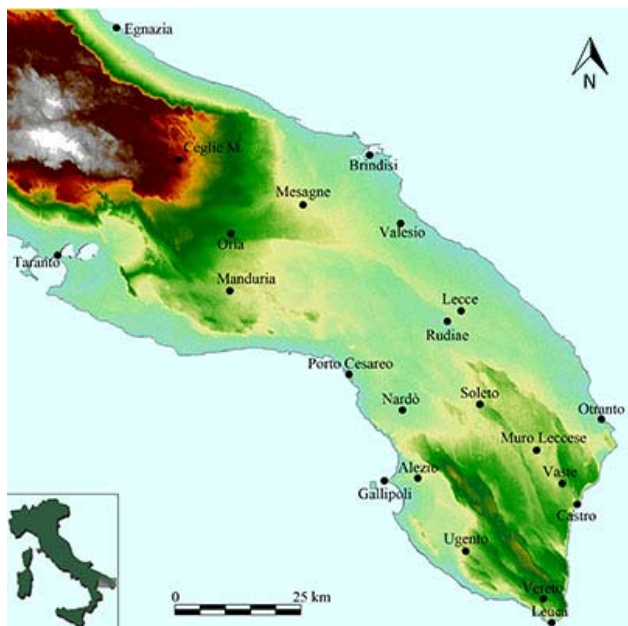 Egnazia
N
Ceglie M.
Brindisi
Mesagne
Valesio
Oria
Taranto
Manduria
Lecce
Rudiae
Porto Cesareo
Nardò
Soleto
Otranto
Muro Leccese
Alezio
Vaste
Gallipoli
Castro
Ugento
Vereto
Leuca
0 25 km